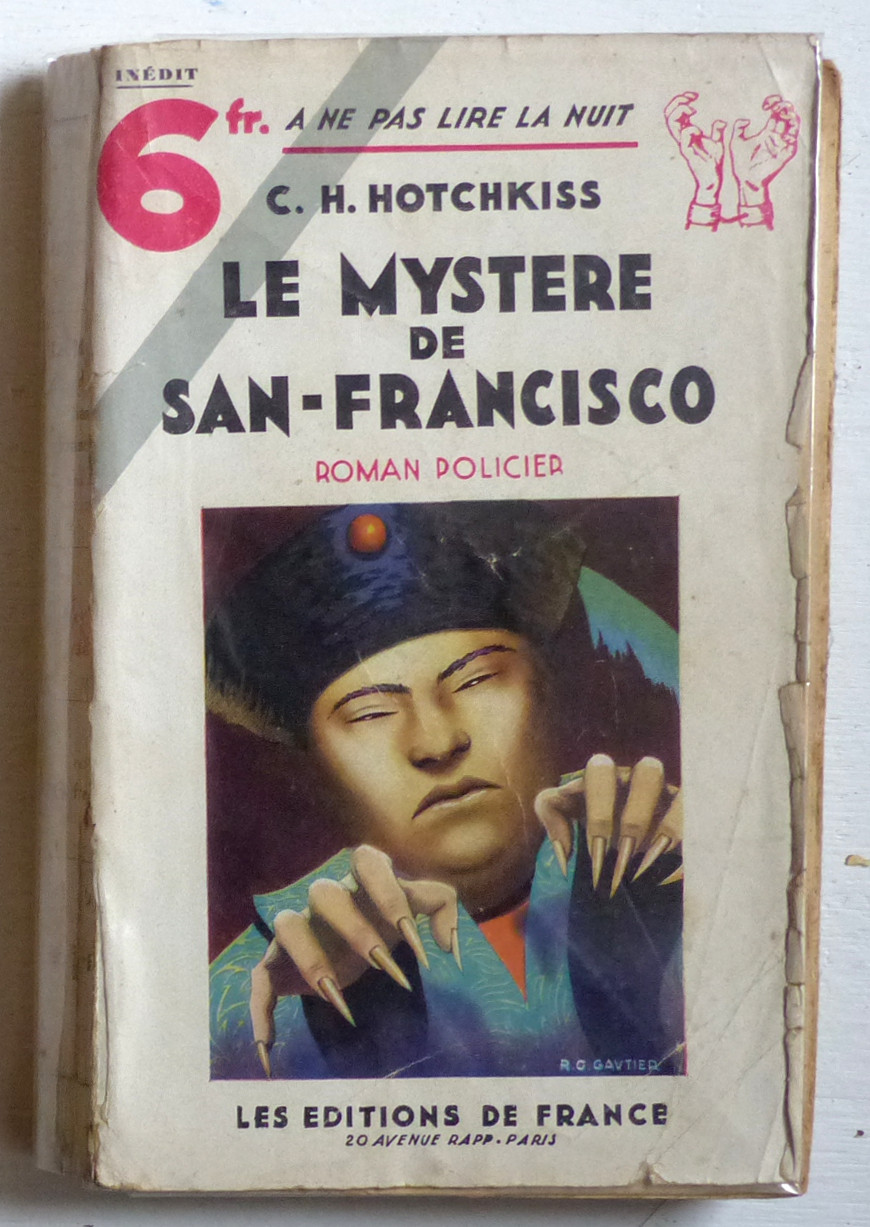 INÉDIT
6 fr.
A NE PAS LIRE LA NUIT
C. H. HOTCHKISS
LE MYSTERE
DE
SAN-FRANCISCO
ROMAN POLICIER
R. G. GAVTIER
LES EDITIONS DE FRANCE
20 AVENUE RAPP • PARIS